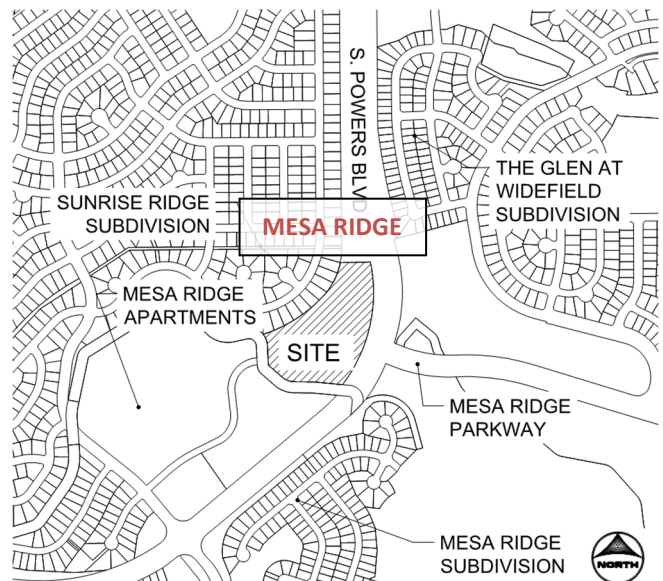 S. POWERS BLVD
THE GLEN AT
WIDEFIELD
SUBDIVISION
SUNRISE RIDGE
SUBDIVISION
MESA RIDGE
MESA RIDGE
APARTMENTS
SITE
MESA RIDGE
PARKWAY
MESA RIDGE
SUBDIVISION
NORTH